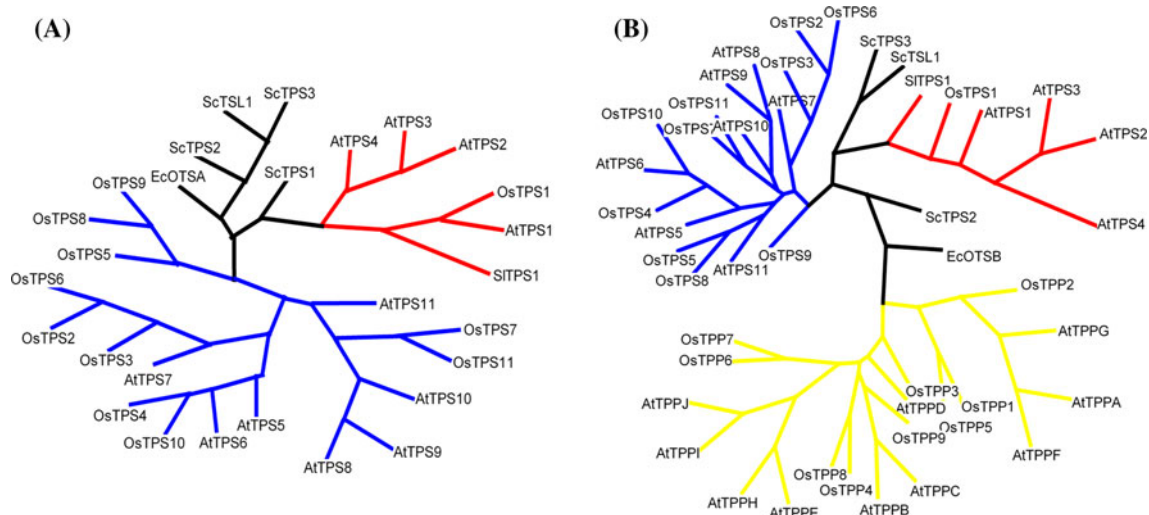 (A)
ScTSL1
ScTPS3
AtTPS3
AtTPS4
AtTPS2
ScTPS2
EcOTSA
ScTPS1
OsTPS9
OsTPS1
OsTPS8
AtTPS1
OsTPS5
SlTPS1
OsTPS6
AtTPS11
OsTPS2
OsTPS7
OsTPS3
OsTPS11
AtTPS7
AtTPS10
OsTPS4
OsTPS10
AtTPS6
AtTPS5
AtTPS8
AtTPS9
(B)
OsTPS6
OsTPS2
ScTPS3
AtTPS8
ScTSL1
OsTPS3
SlTPS1
AtTPS9
OsTPS1
AtTPS3
OsTPS11
AtTPS7
AtTPS1
OsTPS10
AtTPS10
AtTPS2
AtTPS6
OsTPS4
AtTPS5
ScTPS2
AtTPS4
OsTPS5
AtTPS11
OsTPS9
EcOTSB
OsTPS8
OsTPP2
OsTPP7
AtTPPG
OsTPP6
OsTPP3
AtTPPJ
AtTPPD
OsTPP1
AtTPPA
OsTPP9
OsTPP5
AtTPPI
AtTPPF
OsTPP8
OsTPP4
AtTPPC
AtTPPH
AtTPPB